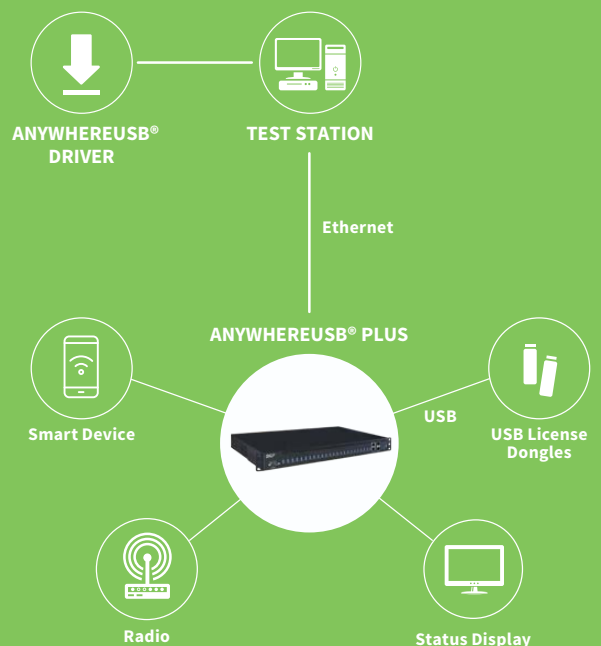 ANYWHEREUSB®
DRIVER
TEST STATION
Ethernet
ANYWHEREUSB® PLUS
Smart Device
USB
USB License
Dongles
Radio
Status Display